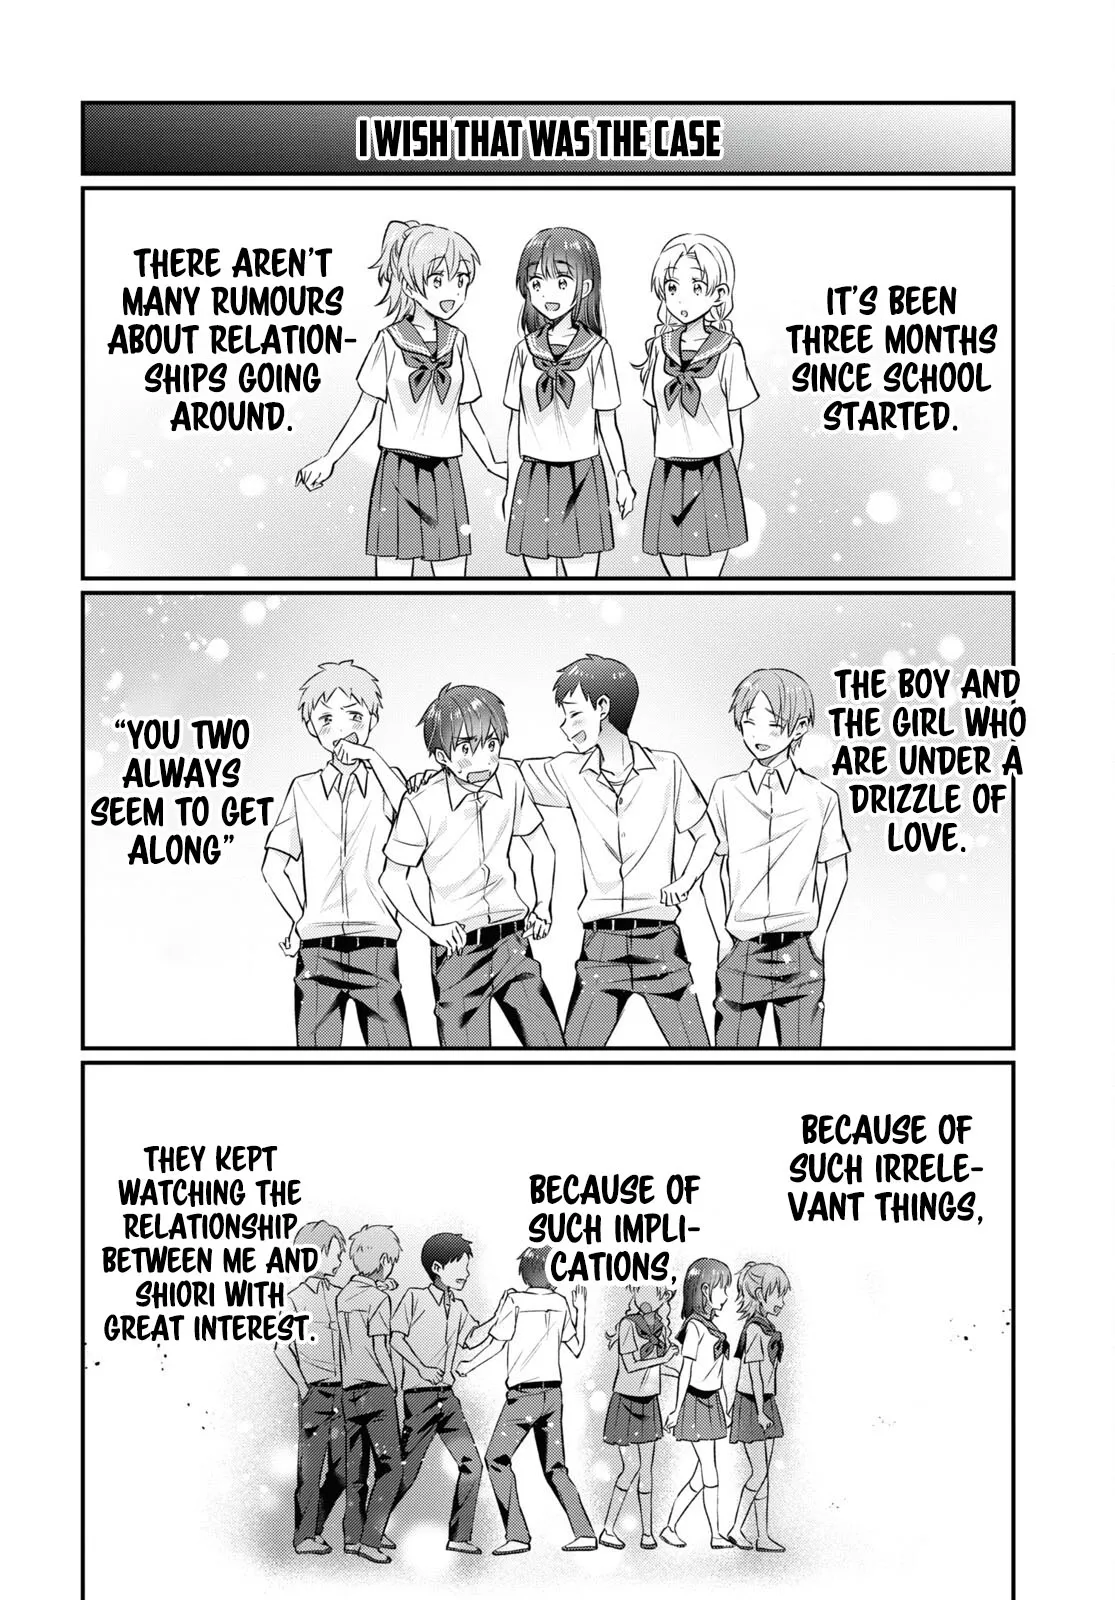 I WISH THAT WAS THE CASE
IT'S BEEN
THREE MONTHS
SINCE SCHOOL
STARTED.
THERE AREN'T
MANY RUMOURS
ABOUT RELATION-
SHIPS GOING
AROUND.
THE BOY AND
THE GIRL WHO
ARE UNDER A
DRIZZLE OF
LOVE.
"YOU TWO
ALWAYS
SEEM TO GET
ALONG"
BECAUSE OF
SUCH IRRELE-
VANT THINGS,
BECAUSE OF
SUCH IMPLI-
CATIONS,
THEY KEPT
WATCHING THE
RELATIONSHIP
BETWEEN ME AND
SHIORI WITH
GREAT INTEREST.